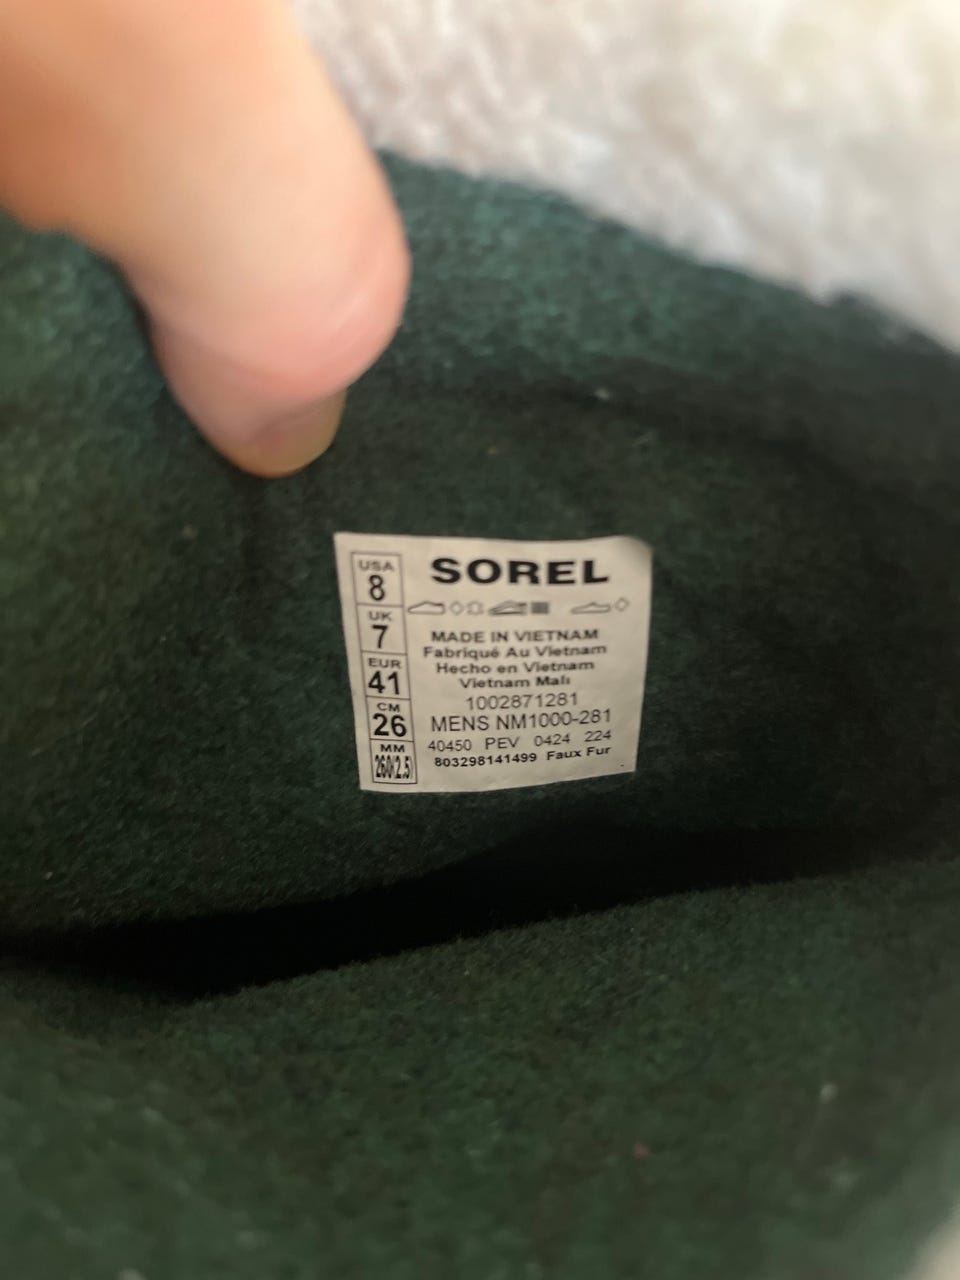 USA
8
UK
7
EUR
41
CM
26
MM
260(2.5)
SOREL
MADE IN VIETNAM
Fabriqué Au Vietnam
Hecho en Vietnam
Vietnam Malı
1002871281
MENS NM1000-281
40450 PEV 0424 224
803298141499 Faux Fur